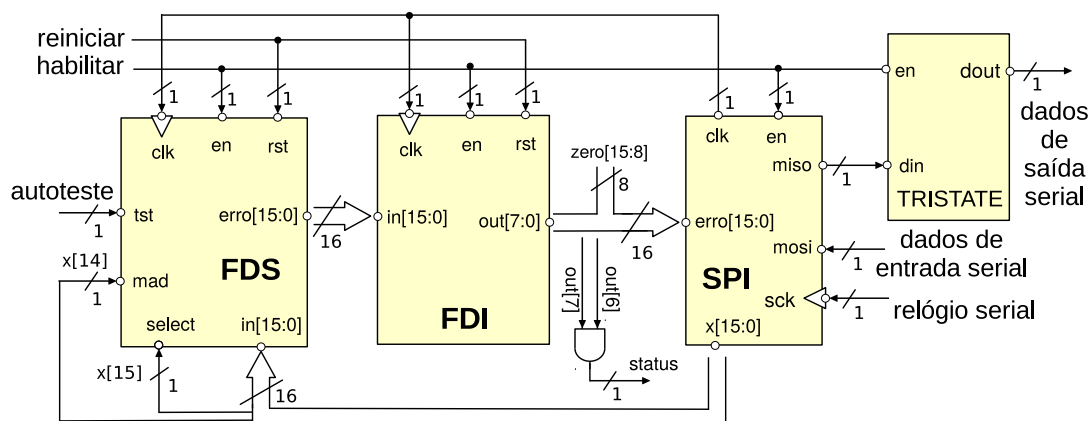 reiniciar
habilitar
1
1
1
1
1
1
1
1
en
dout
1
dados
de
saída
serial
clk
en
rst
clk
en
rst
clk
en
zero[15:8]
8
miso
1
din
TRISTATE
autoteste
1
tst
erro[15:0]
16
in[15:0]
out[7:0]
16
erro[15:0]
mosi
1
dados de
entrada serial
x[14]
1
mad
FDS
FDI
SPI
out[7]
out[6]
sck
1
relógio serial
select
in[15:0]
x[15:0]
x[15]
1
16
status
1